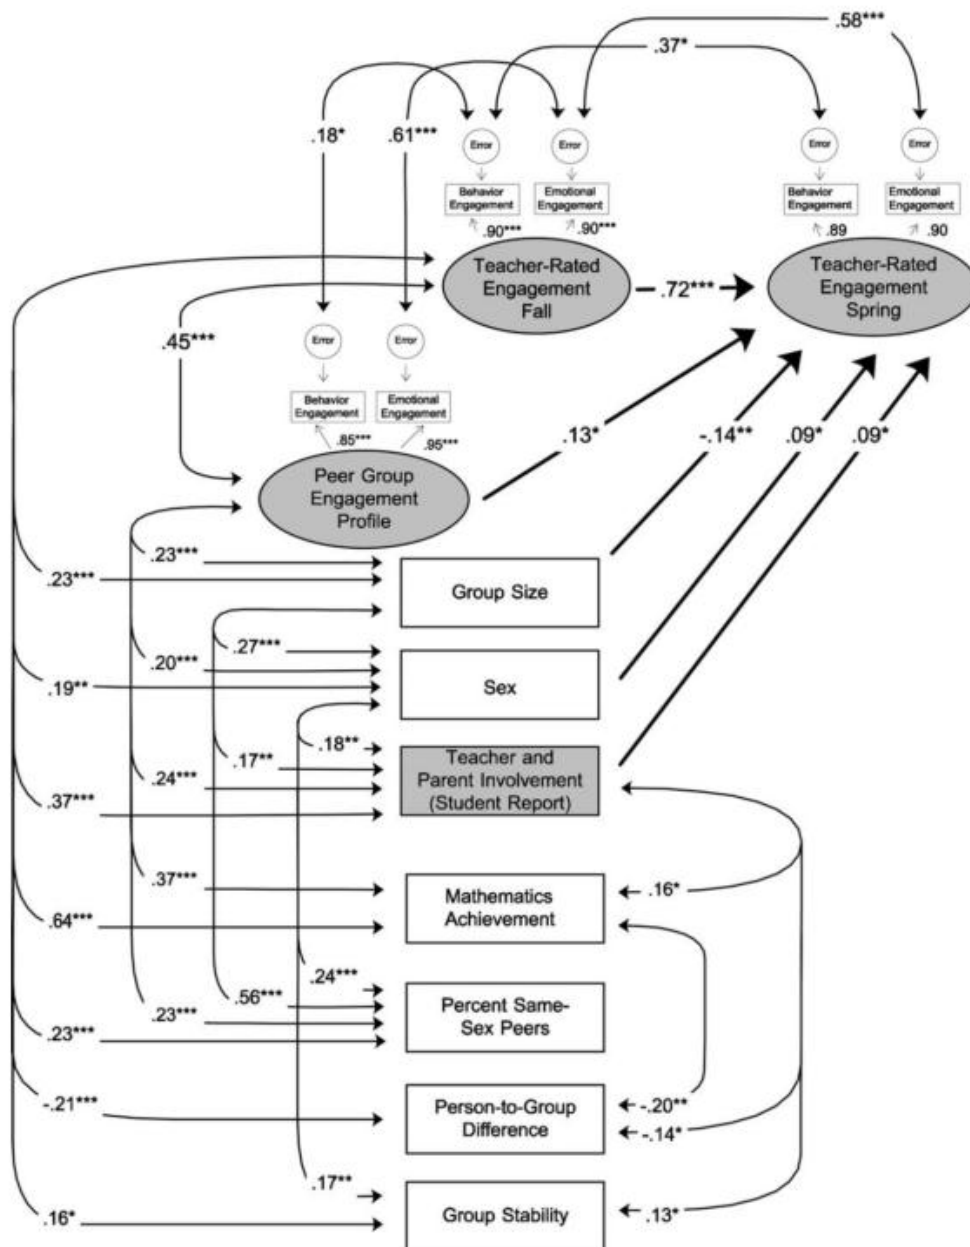 .58***
.37*
.18*
.61***
Error
Error
Error
Error
Behavior
Engagement
Emotional
Engagement
Behavior
Engagement
Emotional
Engagement
.90***
.90***
.89
.90
Teacher-Rated
Engagement
Fall
.72***
Teacher-Rated
Engagement
Spring
.45***
Error
Error
Behavior
Engagement
Emotional
Engagement
.85***
.95***
.13*
-.14**
.09*
.09*
Peer Group
Engagement
Profile
.23***
.23***
Group Size
.27***
.20***
.19**
Sex
.18**
.17**
.24***
.37***
Teacher and
Parent Involvement
(Student Report)
.37***
.64***
Mathematics
Achievement
.16*
.24***
.56***
.23***
.23***
Percent Same-
Sex Peers
-.21***
Person-to-Group
Difference
-.20**
-.14*
.17**
.16*
Group Stability
.13*